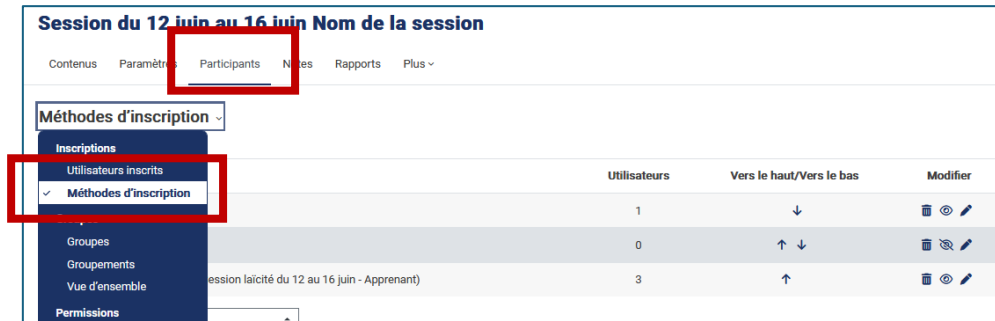 Session du 12 juin au 16 juin Nom de la session
Contenus Paramètres Participants Notes Rapports Plus
Méthodes d'inscription
Inscriptions
Utilisateurs inscrits
Méthodes d'inscription
Utilisateurs Vers le haut/Vers le bas Modifier
1
0
Groupes
Groupements
Vue d'ensemble
ession laïcité du 12 au 16 juin - Apprenant) 3
Permissions